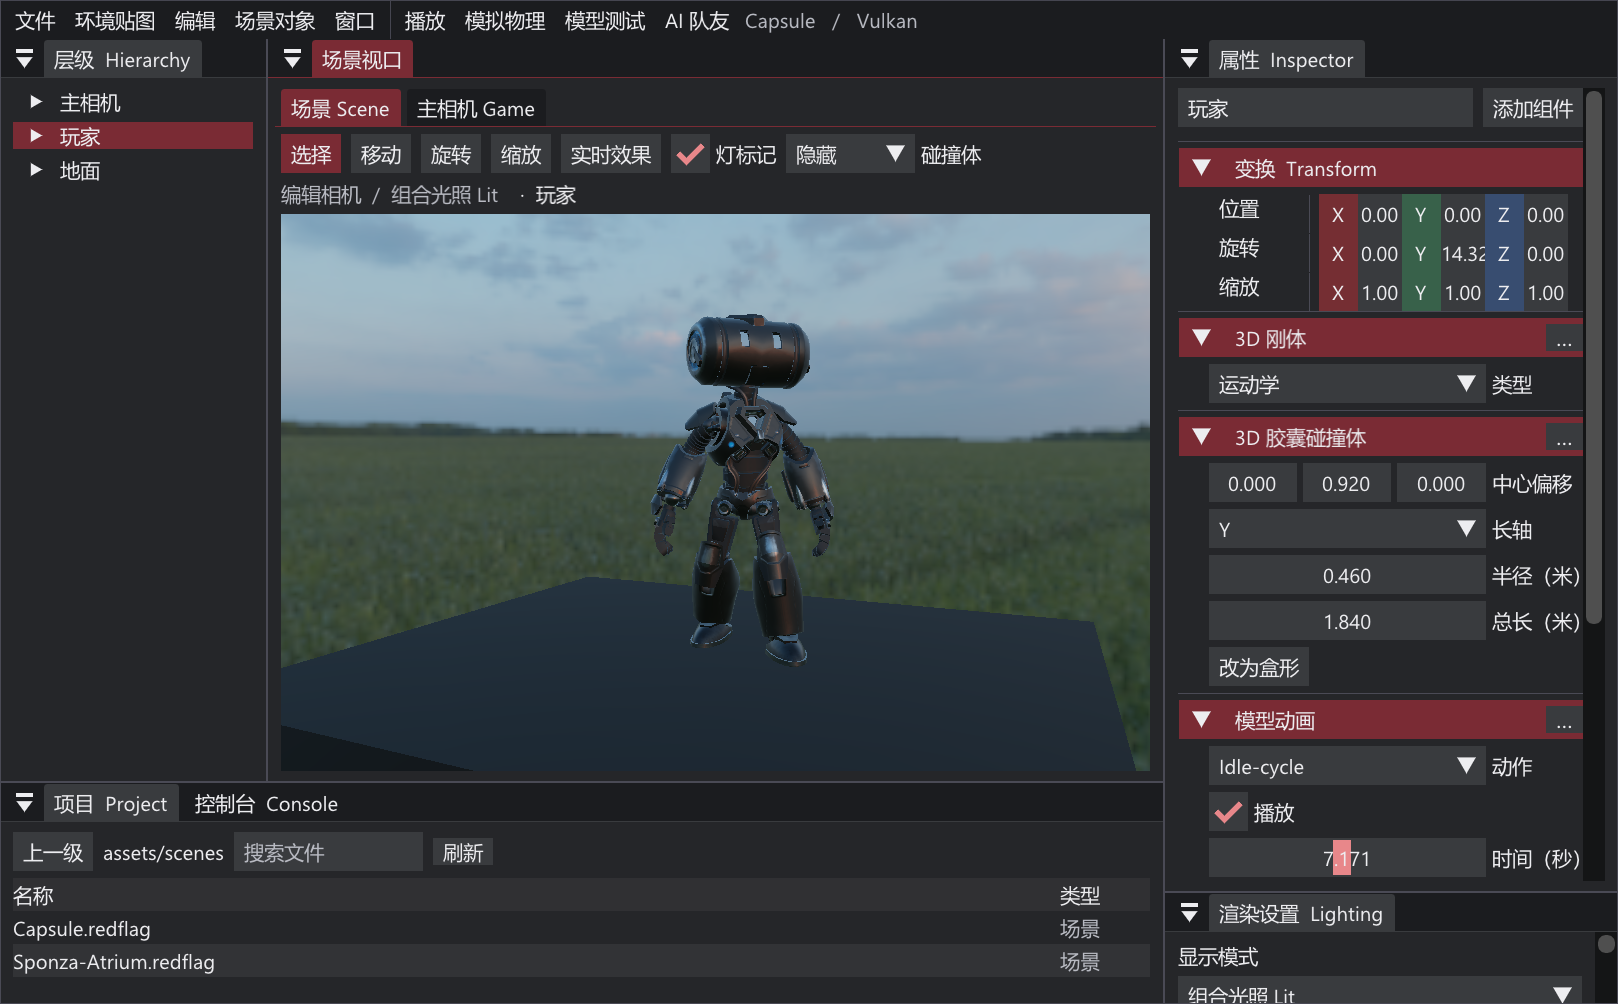 文件 环境贴图 编辑 场景对象 窗口 播放 模拟物理 模型测试 AI 队友 Capsule / Vulkan
层级 Hierarchy
主相机
玩家
地面
场景视口
场景 Scene 主相机 Game
选择 移动 旋转 缩放 实时效果 灯标记 隐藏 碰撞体
编辑相机 / 组合光照 Lit · 玩家
属性 Inspector
玩家 添加组件
变换 Transform
位置 X 0.00 Y 0.00 Z 0.00
旋转 X 0.00 Y 14.32 Z 0.00
缩放 X 1.00 Y 1.00 Z 1.00
3D 刚体 ...
运动学 类型
3D 胶囊碰撞体 ...
0.000 0.920 0.000 中心偏移
Y 长轴
0.460 半径（米）
1.840 总长（米）
改为盒形
模型动画 ...
Idle-cycle 动作
播放
7.171 时间（秒）
项目 Project 控制台 Console
上一级 assets/scenes 搜索文件 刷新
名称 类型
Capsule.redflag 场景
Sponza-Atrium.redflag 场景
渲染设置 Lighting
显示模式
组合光照 Lit